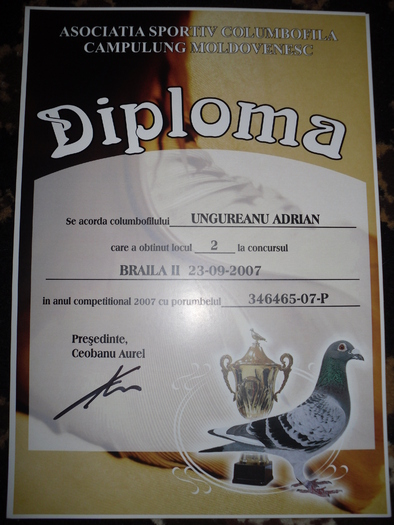 ASOCIATIA SPORTIV COLUMBOFILA
CAMPULUNG MOLDOVENESC
Diploma
Se acorda columbofilului UNGUREANU ADRIAN
care a obtinut locul 2 la concursul
BRAILA II 23-09-2007
in anul competitional 2007 cu porumbelul 346465-07-P
Preşedinte,
Ceobanu Aurel